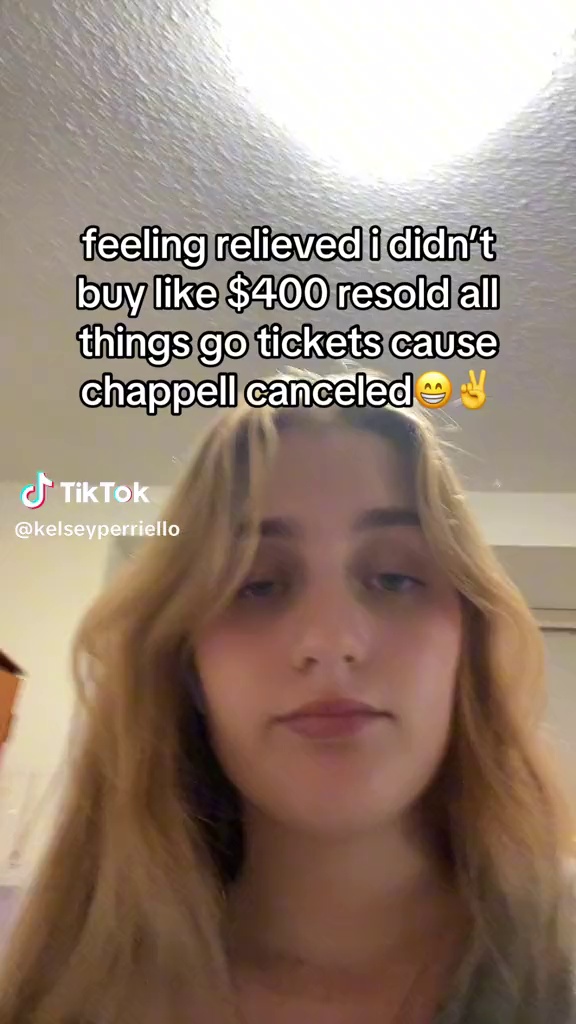 feeling relieved i didn't
buy like $400 resold all
things go tickets cause
chappell canceled😁✌️
TikTok
@kelseyperriello